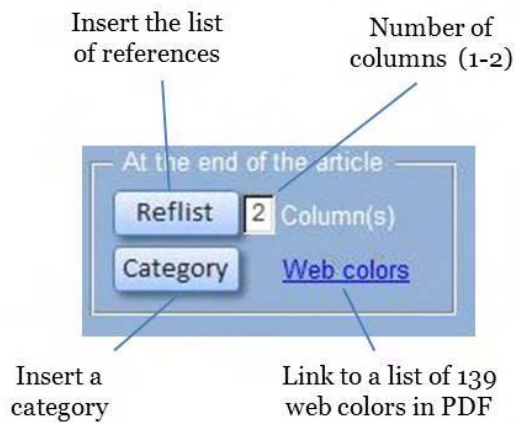 Insert the list
of references
Number of
columns (1-2)
At the end of the article
Reflist 2 Column(s)
Category Web colors
Insert a
category
Link to a list of 139
web colors in PDF